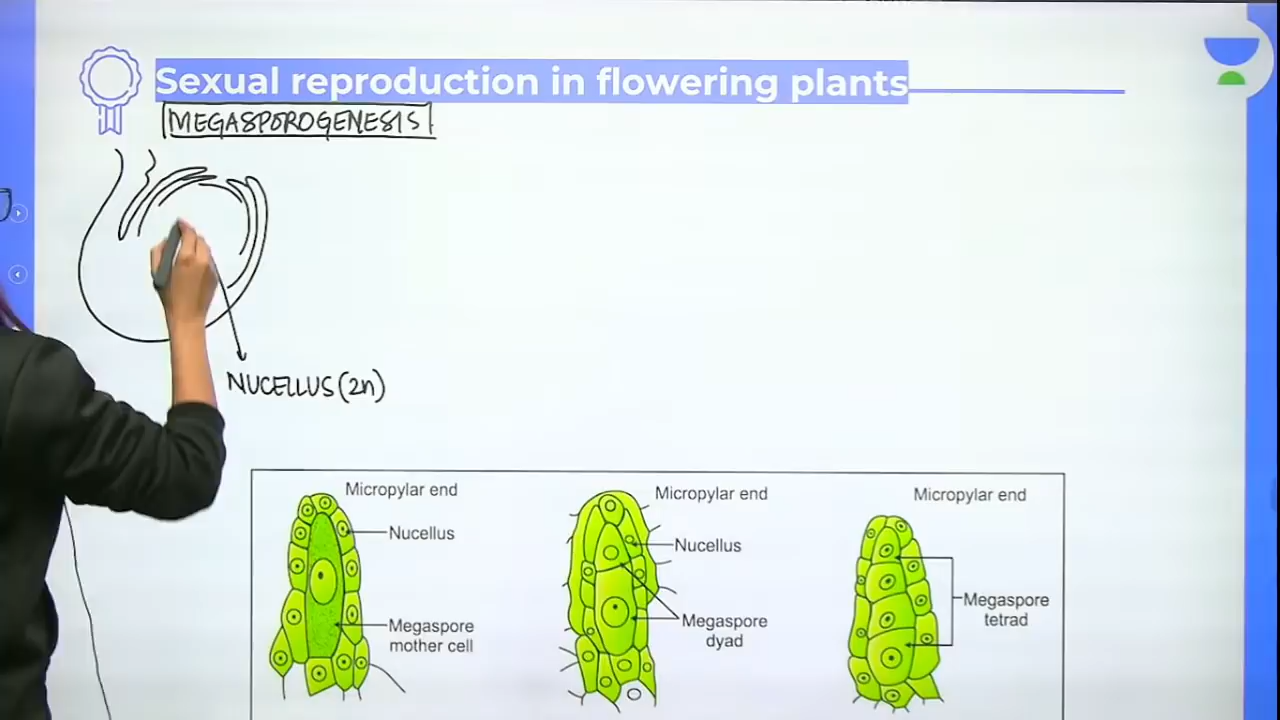 Sexual reproduction in flowering plants
MEGASPOROGENESIS
NUCELLUS (2n)
Micropylar end
Nucellus
Megaspore
mother cell
Micropylar end
Nucellus
Megaspore
dyad
Micropylar end
Megaspore
tetrad